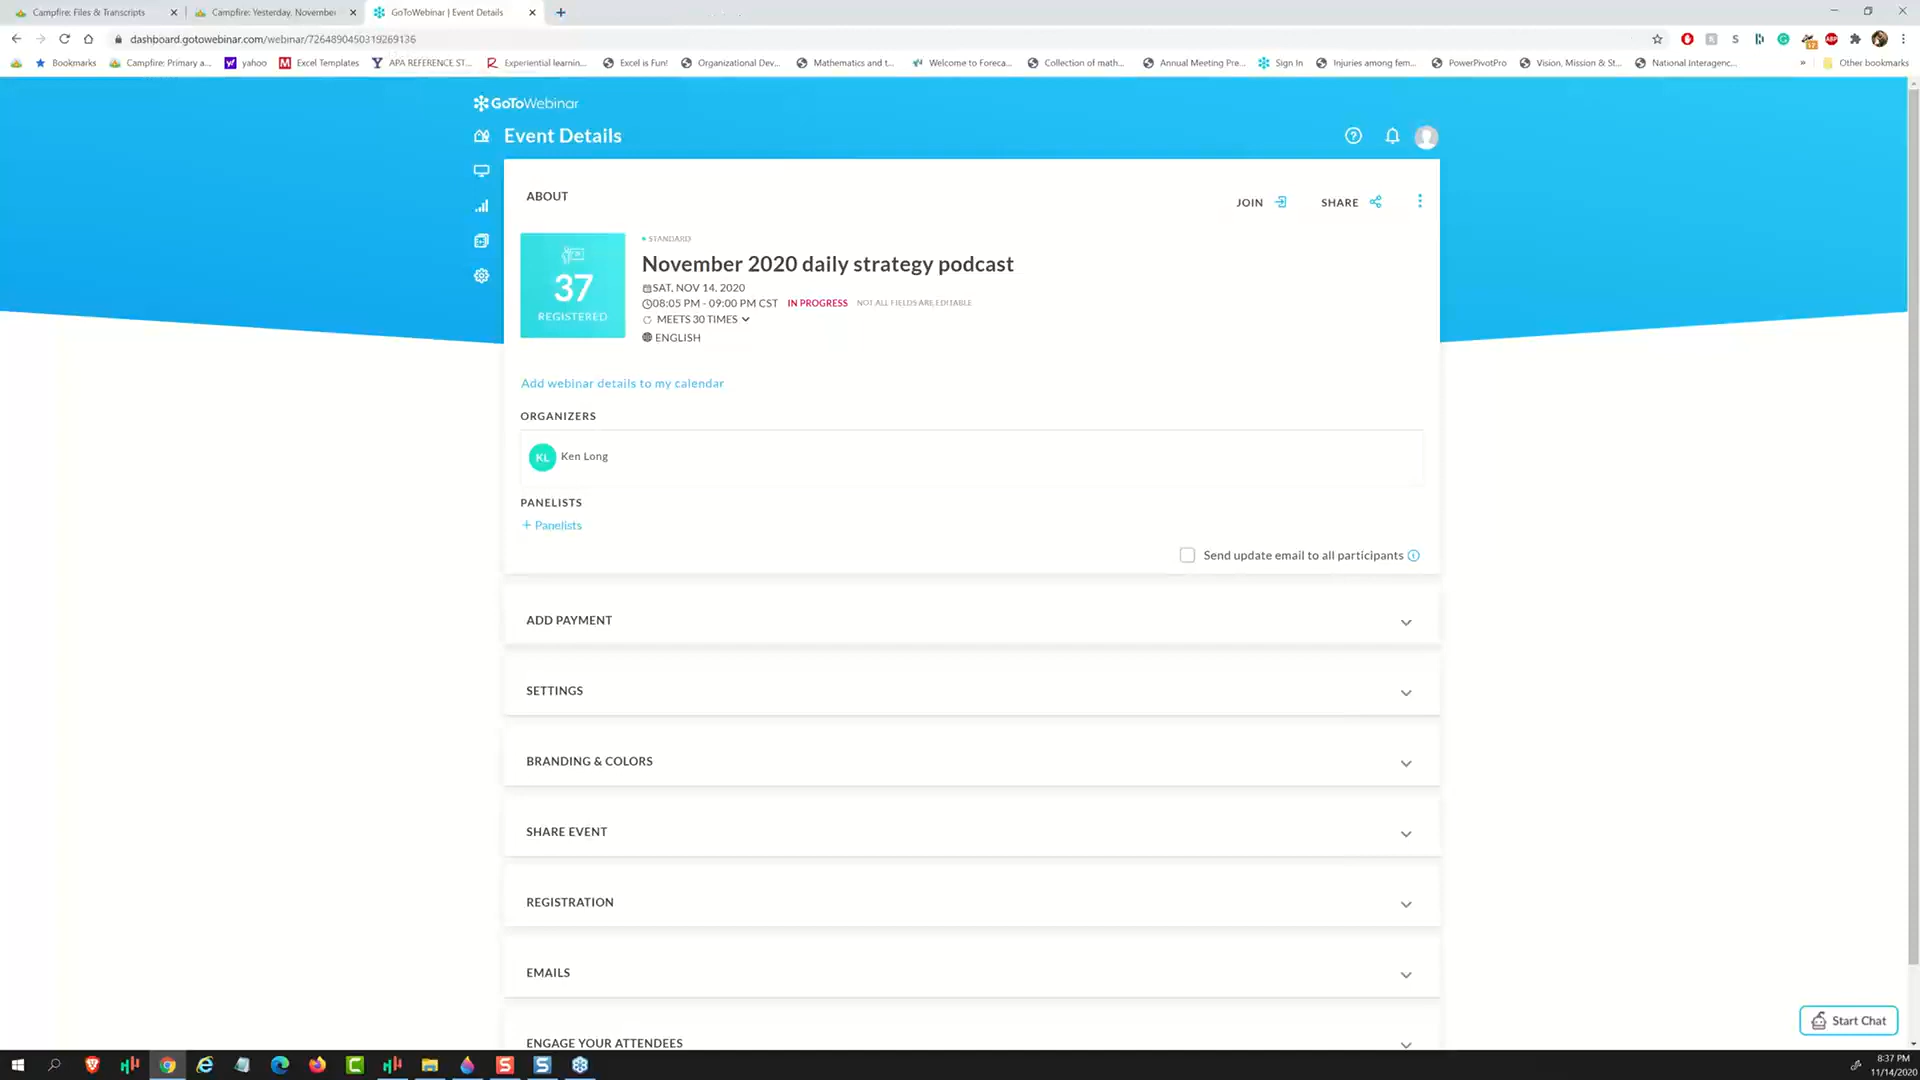 Campfire: Files & Transcripts
Campfire: Yesterday, November
GoToWebinar | Event Details
dashboard.gotowebinar.com/webinar/7264890450319269136
Bookmarks
Campfire: Primary a...
yahoo
Excel Templates
APA REFERENCE ST...
Experiential learnin...
Excel is Fun!
Organizational Dev...
Mathematics and t...
Welcome to Foreca...
Collection of math...
Annual Meeting Pre...
Sign In
Injuries among fem...
PowerPivotPro
Vision, Mission & St...
National Interagenc...
»
Other bookmarks
GoToWebinar
Event Details
ABOUT
JOIN
SHARE
37
REGISTERED
STANDARD
November 2020 daily strategy podcast
SAT, NOV 14, 2020
08:05 PM - 09:00 PM CST IN PROGRESS NOT ALL FIELDS ARE EDITABLE
MEETS 30 TIMES
ENGLISH
Add webinar details to my calendar
ORGANIZERS
KL Ken Long
PANELISTS
+ Panelists
Send update email to all participants
ADD PAYMENT
SETTINGS
BRANDING & COLORS
SHARE EVENT
REGISTRATION
EMAILS
ENGAGE YOUR ATTENDEES
Start Chat
8:37 PM
11/14/2020